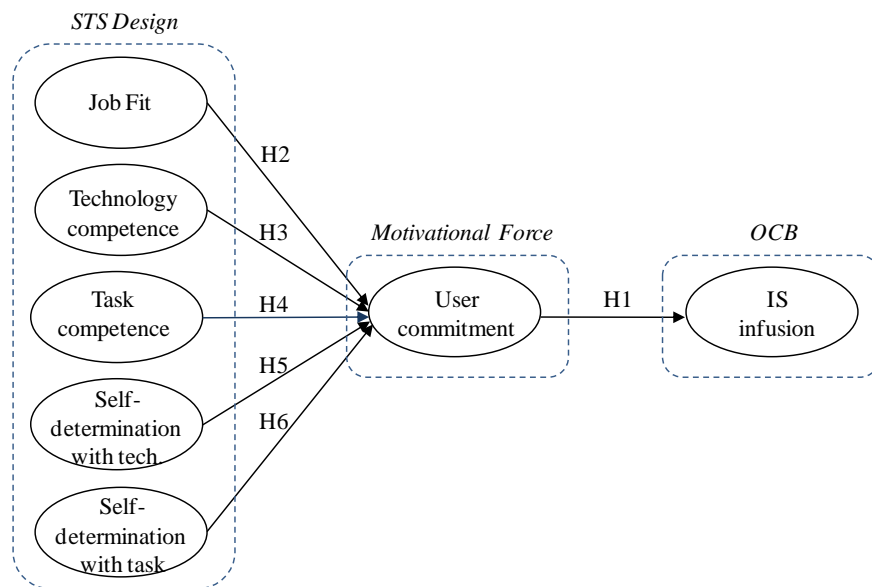 STS Design
Job Fit
H2
Technology
competence
H3
Motivational Force
OCB
Task
competence
H4
User
commitment
H1
IS
infusion
Self-
determination
with tech.
H5
H6
Self-
determination
with task